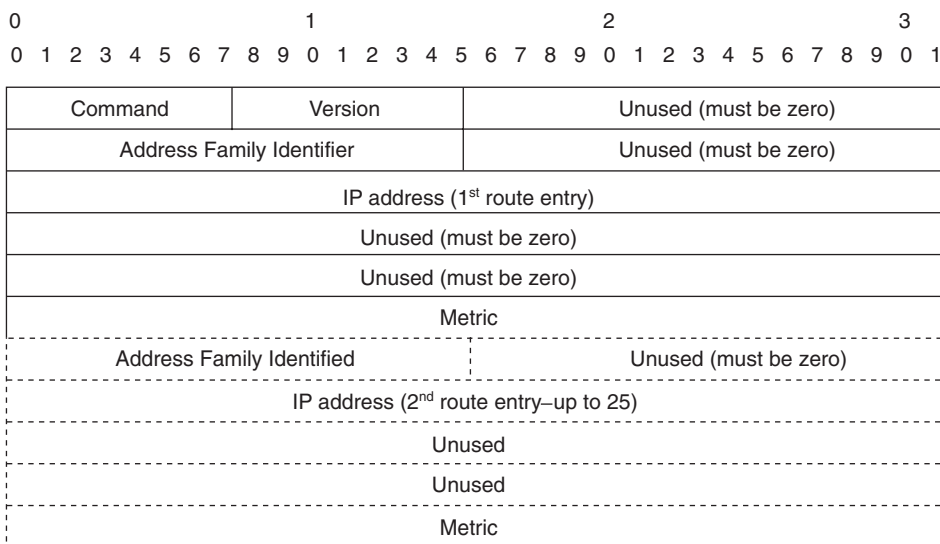 0 1 2 3
0 1 2 3 4 5 6 7 8 9 0 1 2 3 4 5 6 7 8 9 0 1 2 3 4 5 6 7 8 9 0 1
Command Version Unused (must be zero)
Address Family Identifier Unused (must be zero)
IP address (1st route entry)
Unused (must be zero)
Unused (must be zero)
Metric
Address Family Identified Unused (must be zero)
IP address (2nd route entry–up to 25)
Unused
Unused
Metric